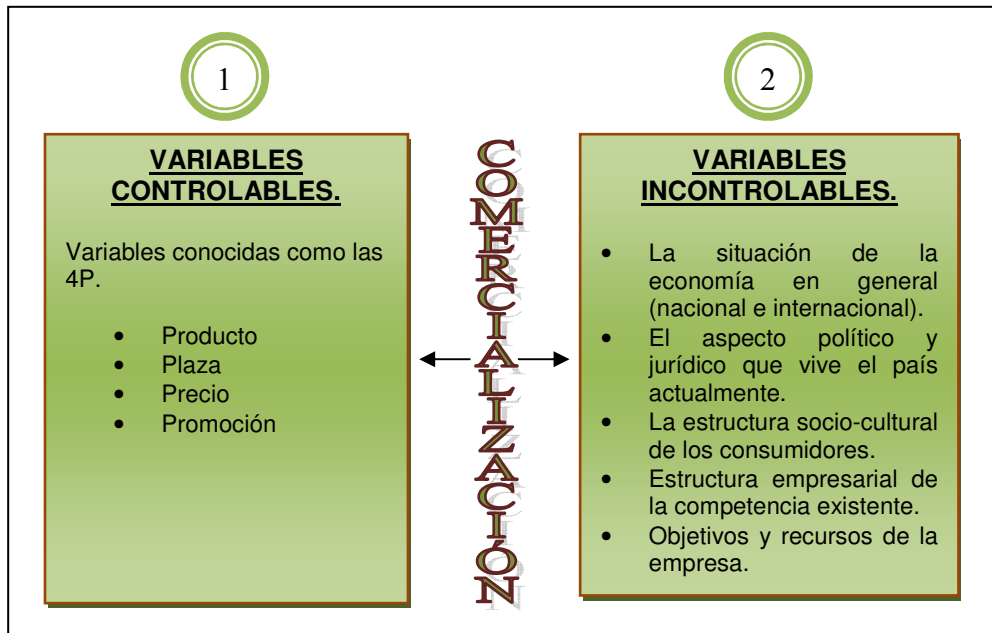 1
VARIABLES
CONTROLABLES.
Variables conocidas como las
4P.
• Producto
• Plaza
• Precio
• Promoción
COMERCIALIZACIÓN
2
VARIABLES
INCONTROLABLES.
• La situación de la
economía en general
(nacional e internacional).
• El aspecto político y
jurídico que vive el país
actualmente.
• La estructura socio-cultural
de los consumidores.
• Estructura empresarial de
la competencia existente.
• Objetivos y recursos de la
empresa.